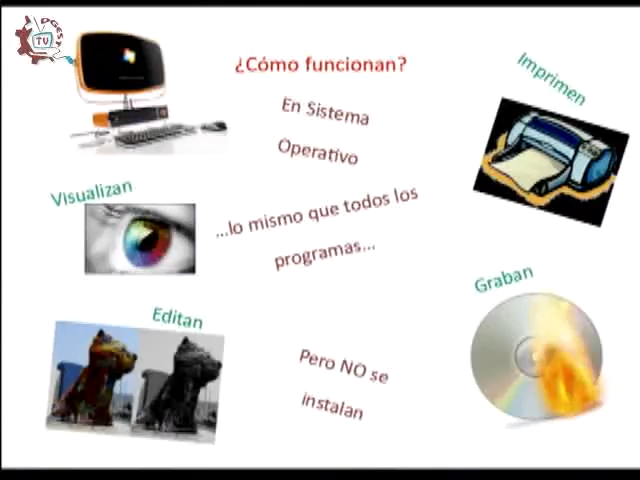 ¿Cómo funcionan?
En Sistema
Operativo
...lo mismo que todos los
programas...
Pero NO se
instalan
Visualizan
Editan
Imprimen
Graban
TV